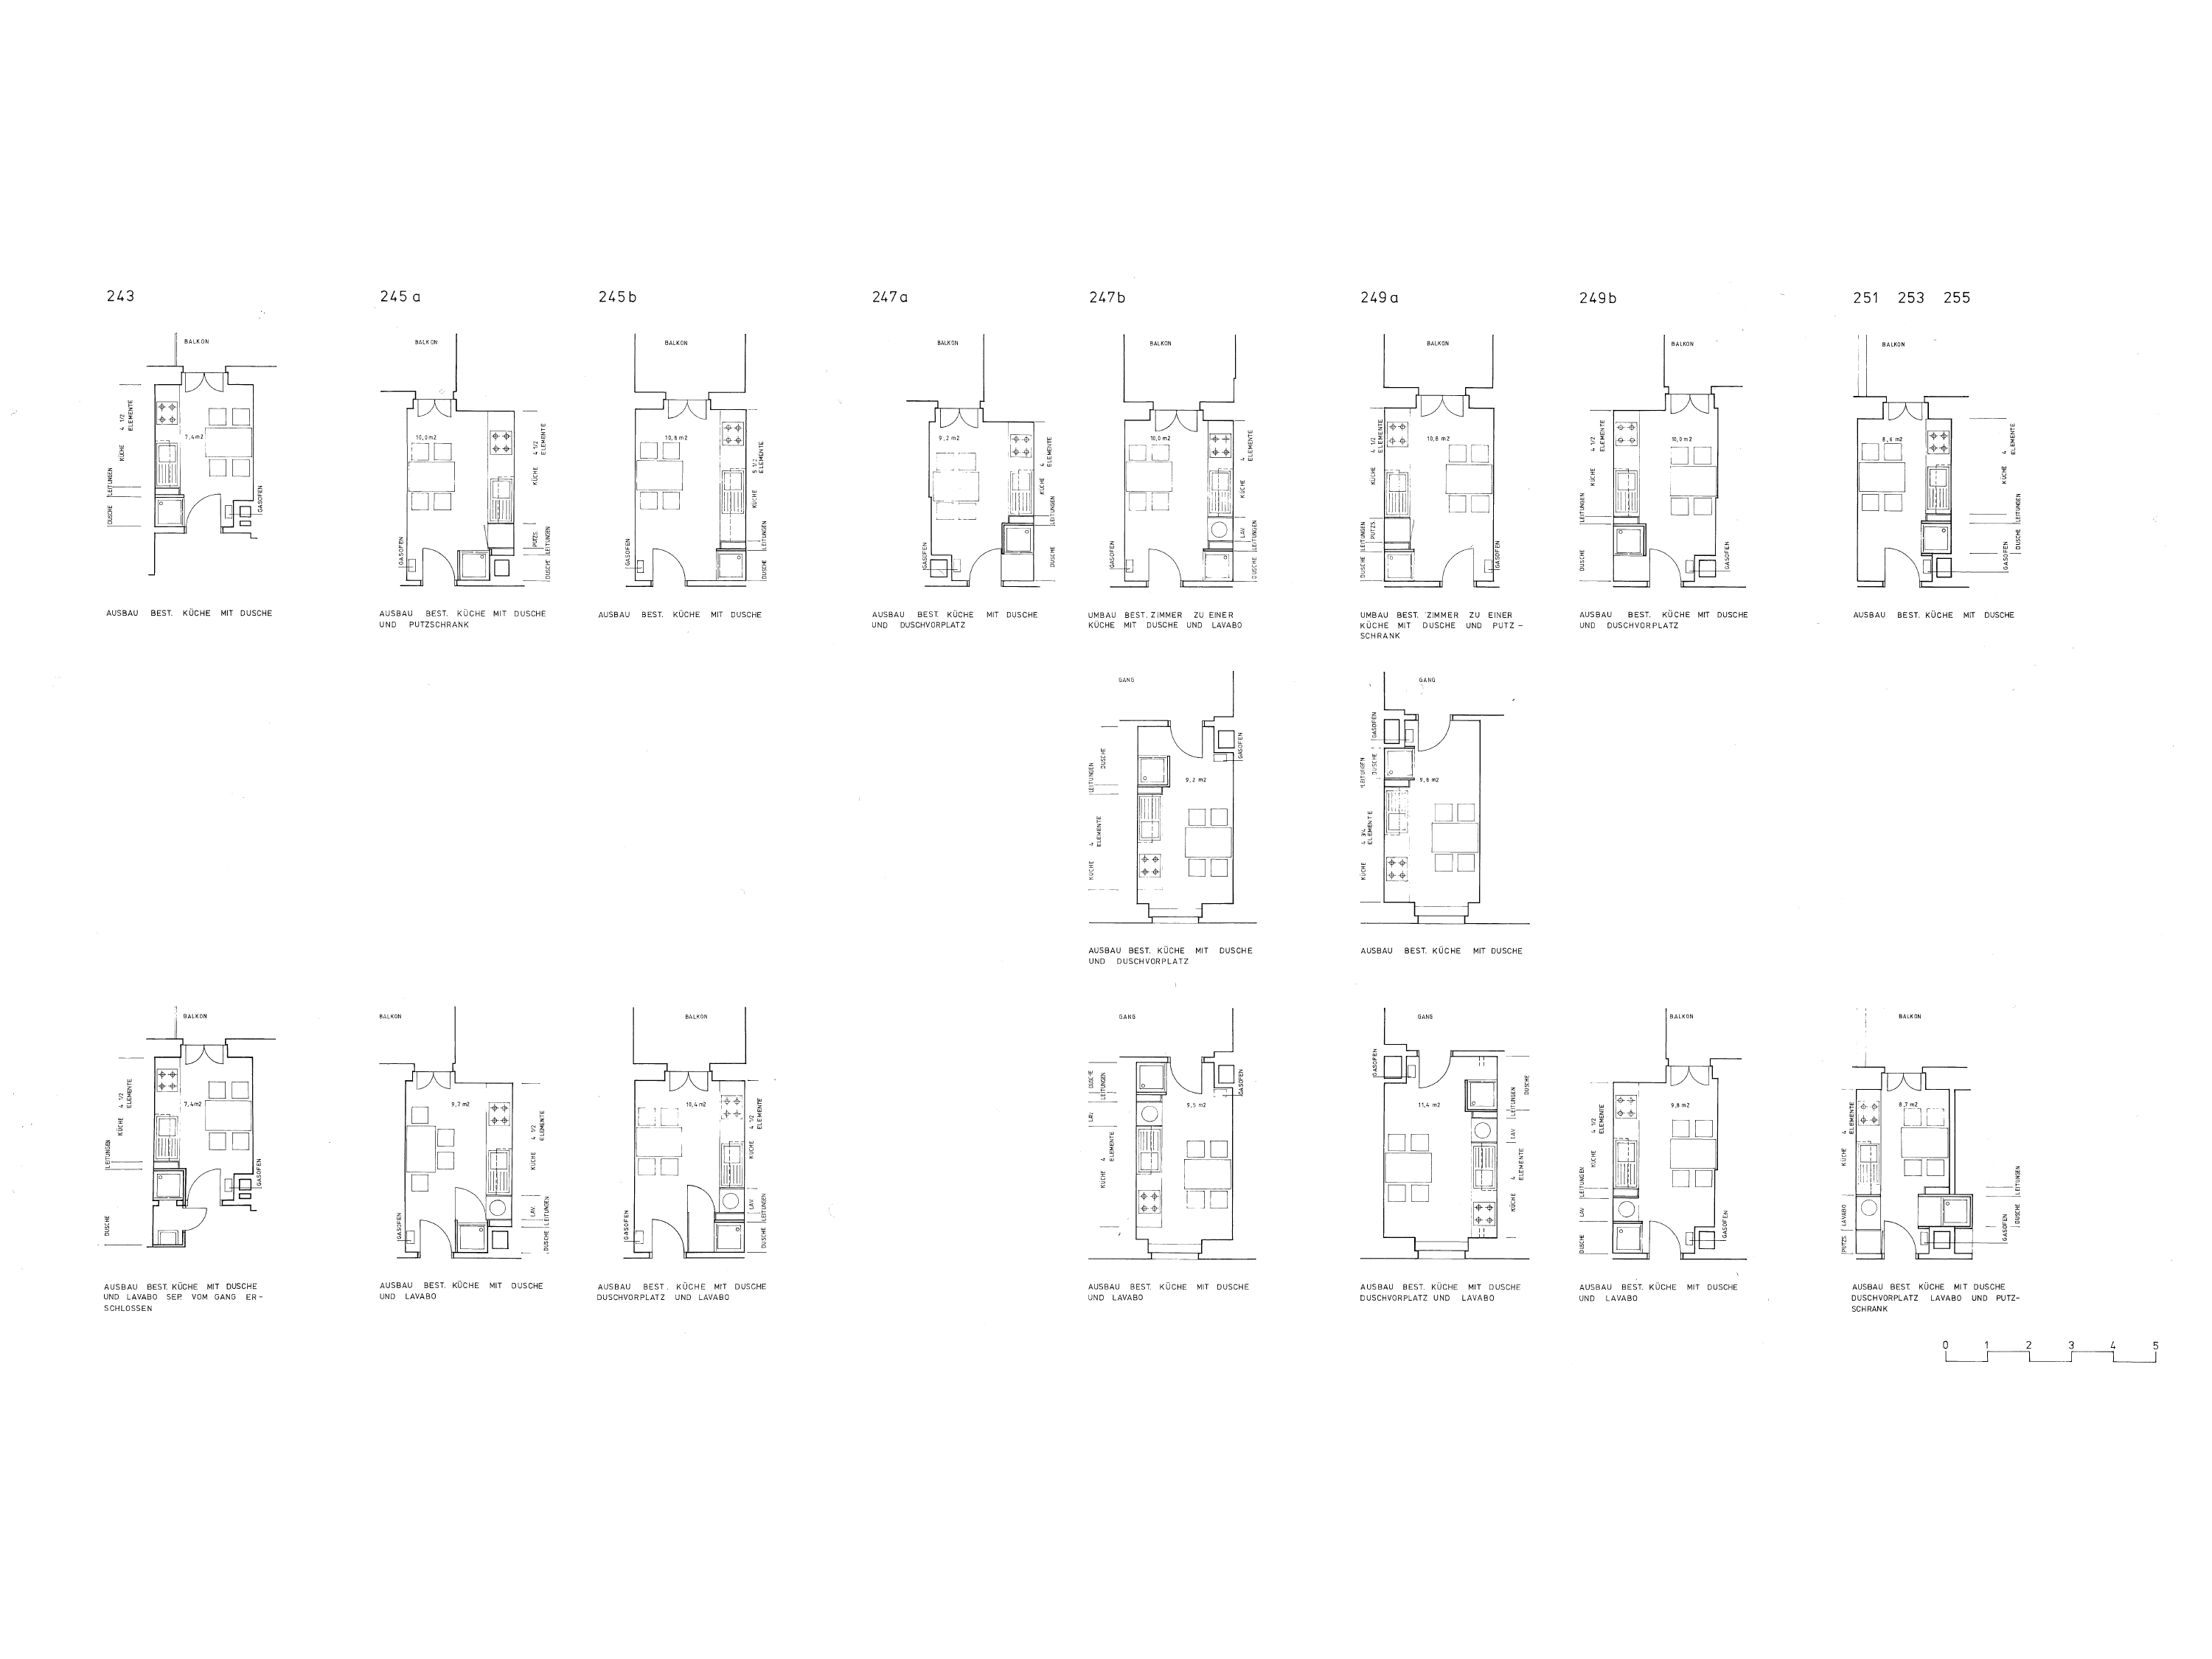 243
245 a
245 b
247 a
247 b
249 a
249 b
251 253 255
BALKON
4 1/2
ELEMENTE
KÜCHE
LEITUNGEN
DUSCHE
7,4 m2
GASOFEN
AUSBAU BEST. KÜCHE MIT DUSCHE
BALKON
10,0 m2
4 1/2
ELEMENTE
KÜCHE
PUTZS.
LEITUNGEN
DUSCHE
GASOFEN
AUSBAU BEST. KÜCHE MIT DUSCHE
UND PUTZSCHRANK
BALKON
10,8 m2
5 1/2
ELEMENTE
KÜCHE
LEITUNGEN
DUSCHE
GASOFEN
AUSBAU BEST. KÜCHE MIT DUSCHE
BALKON
9,2 m2
4
ELEMENTE
KÜCHE
LEITUNGEN
DUSCHE
GASOFEN
AUSBAU BEST. KÜCHE MIT DUSCHE
UND DUSCHVORPLATZ
BALKON
10,0 m2
4
ELEMENTE
KÜCHE
LAV.
LEITUNGEN
DUSCHE
GASOFEN
UMBAU BEST. ZIMMER ZU EINER
KÜCHE MIT DUSCHE UND LAVABO
BALKON
10,8 m2
4 1/2
ELEMENTE
KÜCHE
PUTZS.
LEITUNGEN
DUSCHE
GASOFEN
UMBAU BEST. ZIMMER ZU EINER
KÜCHE MIT DUSCHE UND PUTZ-
SCHRANK
BALKON
10,0 m2
4 1/2
ELEMENTE
KÜCHE
LEITUNGEN
DUSCHE
GASOFEN
AUSBAU BEST. KÜCHE MIT DUSCHE
UND DUSCHVORPLATZ
BALKON
8,8 m2
4
ELEMENTE
KÜCHE
LEITUNGEN
DUSCHE
GASOFEN
AUSBAU BEST. KÜCHE MIT DUSCHE
GANG
DUSCHE
LEITUNGEN
GASOFEN
9,2 m2
4
ELEMENTE
KÜCHE
AUSBAU BEST. KÜCHE MIT DUSCHE
UND DUSCHVORPLATZ
GANG
GASOFEN
DUSCHE
LEITUNGEN
9,8 m2
4 3/4
ELEMENTE
KÜCHE
AUSBAU BEST. KÜCHE MIT DUSCHE
BALKON
4 1/2
ELEMENTE
KÜCHE
7,4 m2
LEITUNGEN
GASOFEN
DUSCHE
AUSBAU BEST. KÜCHE MIT DUSCHE
UND LAVABO SEP. VOM GANG ER-
SCHLOSSEN
BALKON
9,7 m2
4 1/2
ELEMENTE
KÜCHE
LAV.
LEITUNGEN
DUSCHE
GASOFEN
AUSBAU BEST. KÜCHE MIT DUSCHE
UND LAVABO
BALKON
10,4 m2
4 1/2
ELEMENTE
KÜCHE
LAV.
LEITUNGEN
DUSCHE
GASOFEN
AUSBAU BEST. KÜCHE MIT DUSCHE
DUSCHVORPLATZ UND LAVABO
GANG
DUSCHE
LEITUNGEN
GASOFEN
LAV.
9,5 m2
4
ELEMENTE
KÜCHE
AUSBAU BEST. KÜCHE MIT DUSCHE
UND LAVABO
GANG
GASOFEN
DUSCHE
LEITUNGEN
11,4 m2
LAV.
4
ELEMENTE
KÜCHE
AUSBAU BEST. KÜCHE MIT DUSCHE
DUSCHVORPLATZ UND LAVABO
BALKON
9,8 m2
4 1/2
ELEMENTE
KÜCHE
LEITUNGEN
LAV.
DUSCHE
GASOFEN
AUSBAU BEST. KÜCHE MIT DUSCHE
UND LAVABO
BALKON
8,7 m2
4
ELEMENTE
KÜCHE
LAVABO
PUTZS.
LEITUNGEN
DUSCHE
GASOFEN
AUSBAU BEST. KÜCHE MIT DUSCHE
DUSCHVORPLATZ LAVABO UND PUTZ-
SCHRANK
0 1 2 3 4 5